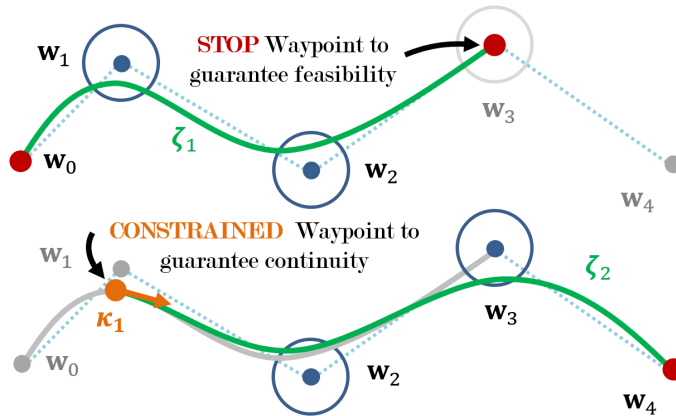 w₁
STOP Waypoint to
guarantee feasibility
w₃
ζ₁
w₀
w₂
w₄
CONSTRAINED Waypoint to
guarantee continuity
w₁
ζ₂
κ₁
w₃
w₀
w₂
w₄